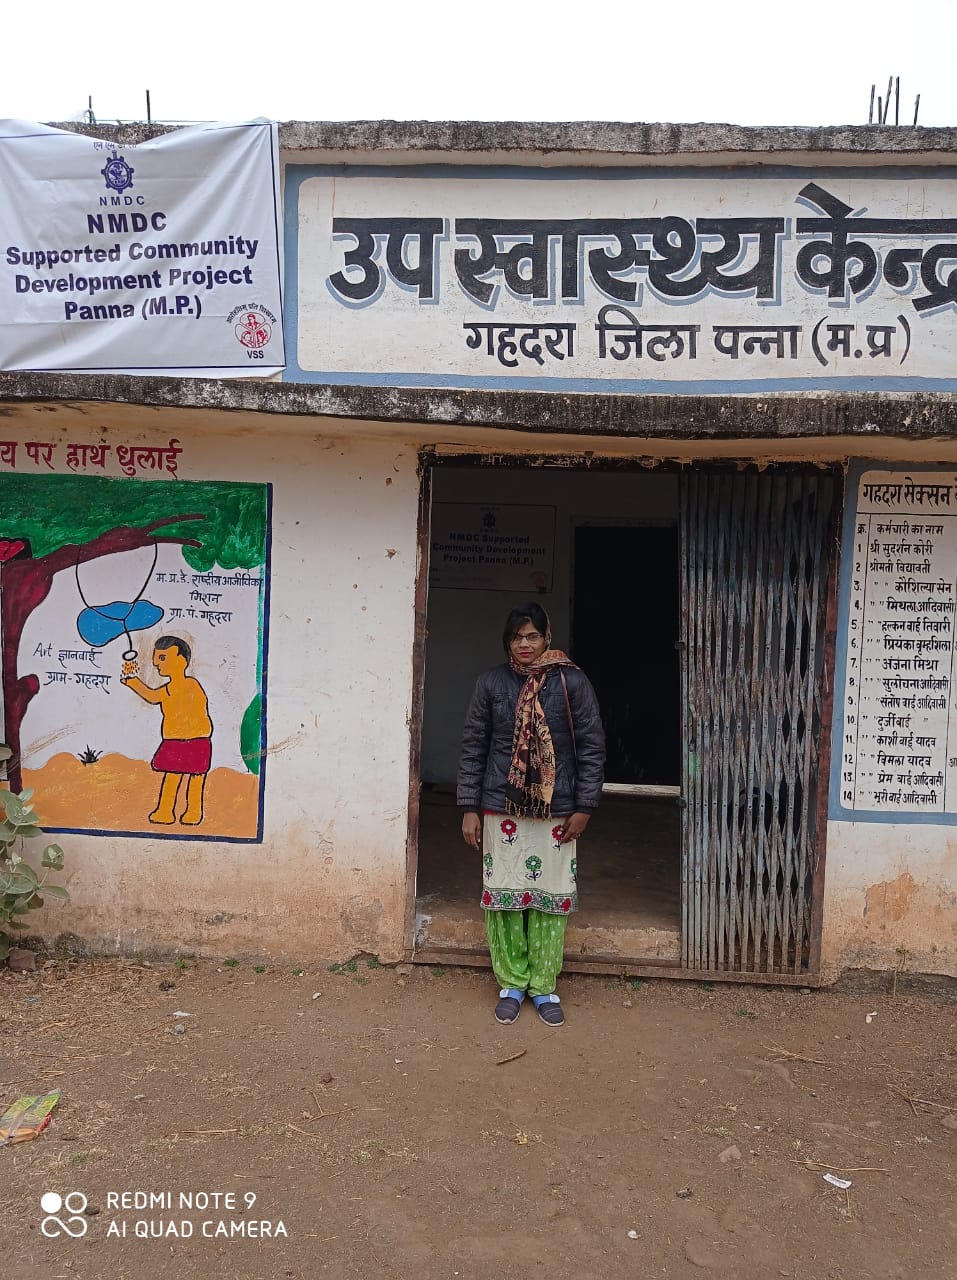 एन एम डी सी
NMDC
NMDC
Supported Community
Development Project
Panna (M.P.)
VSS
उप स्वास्थ्य केन्द्र
गहदरा जिला पन्ना (म.प्र)
य पर हाथं धुलाई
म.प्र.डे. राष्ट्रीय आजीविका
मिशन
ग्रा.पं. गहदरा
Art ज्ञानवाई
ग्राम-गहदरा
NMDC Supported
Community Development
Project Panna (M.P.)
गहदरा सेक्सन
क्र. कर्मचारी का नाम
1 श्री सुदर्शन कोरी
2 श्रीमती विद्यावती
3. " " कौशिल्या सेन
4. " " मिथला आदिवासी
5. " " हल्कन वाई तिवारी
6. " " प्रियंका
7. " " अंजना मिश्रा
8. " " सुलोचना आदिवासी
9. " " संतोष वाई आदिवासी
10. " " दुर्जी वाई "
11. " " काशी वाई यादव
12 " " विमला यादव
13. " " प्रेम वाई आदिवासी
14 " " भूरी वाई आदिवासी
REDMI NOTE 9
AI QUAD CAMERA